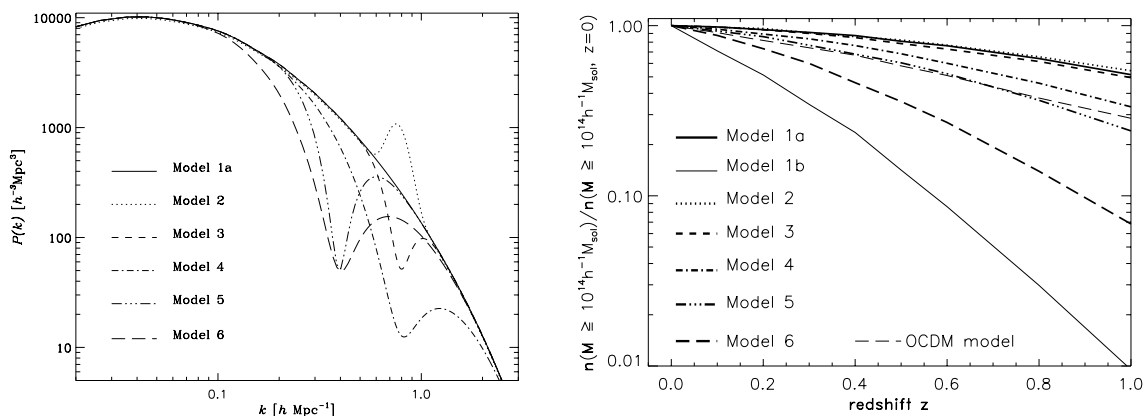 10000
1000
100
10
P(k) [h⁻³Mpc³]
Model 1a
Model 2
Model 3
Model 4
Model 5
Model 6
0.1
1.0
k [h Mpc⁻¹]
1.00
0.10
0.01
n(M ≥ 10¹⁴h⁻¹M_sol)/n(M ≥ 10¹⁴h⁻¹M_sol, z=0)
Model 1a
Model 1b
Model 2
Model 3
Model 4
Model 5
Model 6
OCDM model
0.0 0.2 0.4 0.6 0.8 1.0
redshift z